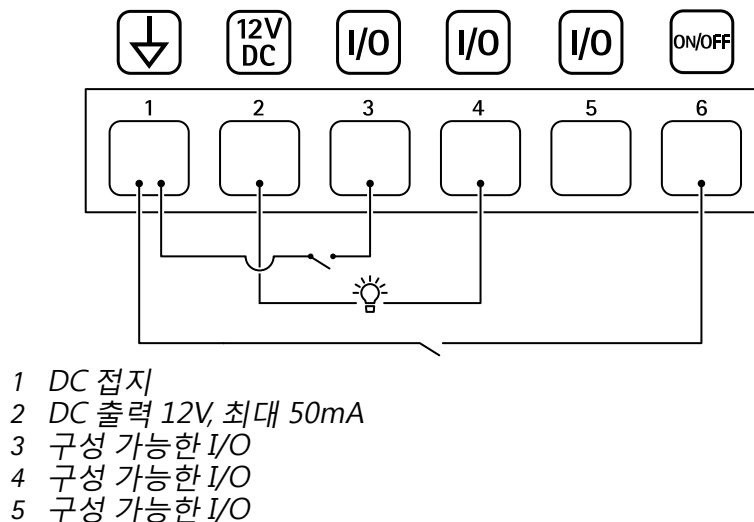 12V DC I/O I/O I/O ON/OFF
1 2 3 4 5 6
1 DC 접지
2 DC 출력 12V, 최대 50mA
3 구성 가능한 I/O
4 구성 가능한 I/O
5 구성 가능한 I/O